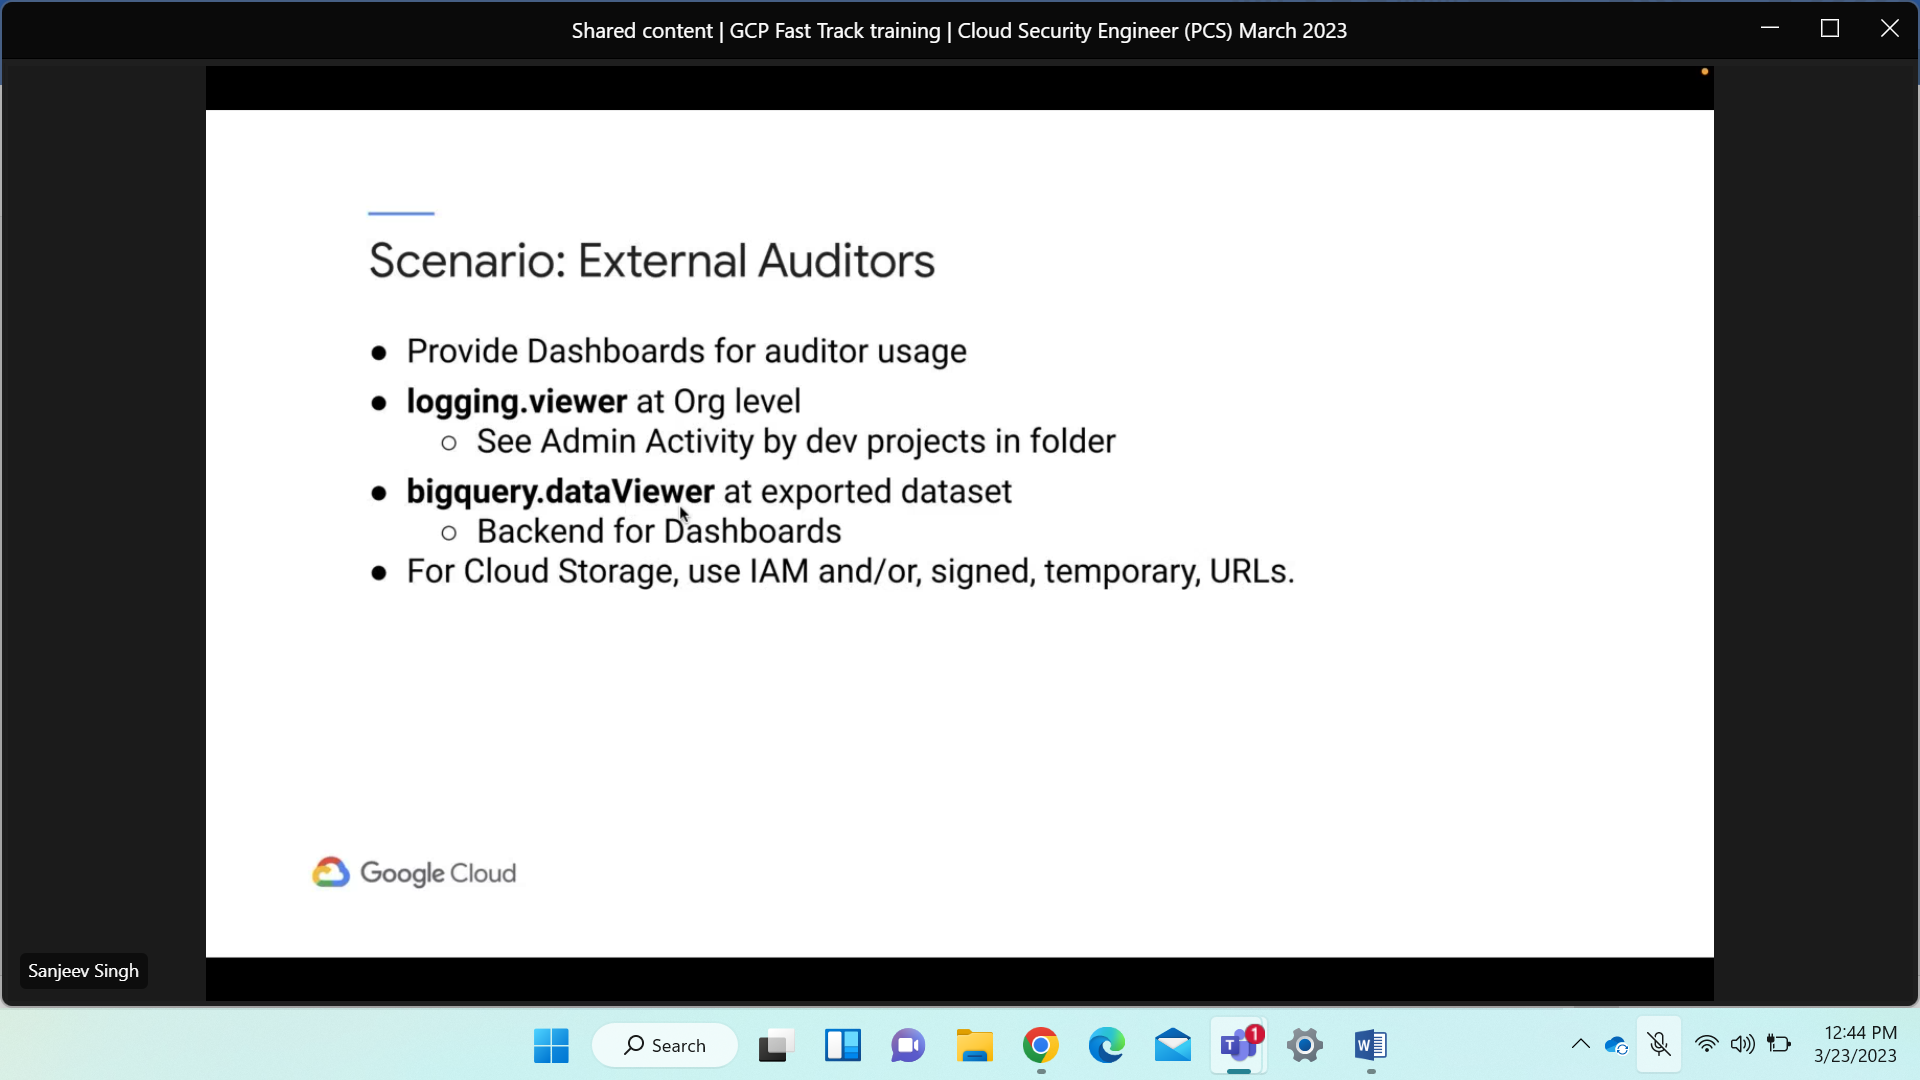 Shared content | GCP Fast Track training | Cloud Security Engineer (PCS) March 2023
Scenario: External Auditors
● Provide Dashboards for auditor usage
● logging.viewer at Org level
○ See Admin Activity by dev projects in folder
● bigquery.dataViewer at exported dataset
○ Backend for Dashboards
● For Cloud Storage, use IAM and/or, signed, temporary, URLs.
Google Cloud
Sanjeev Singh
Search
T
1
W
12:44 PM
3/23/2023